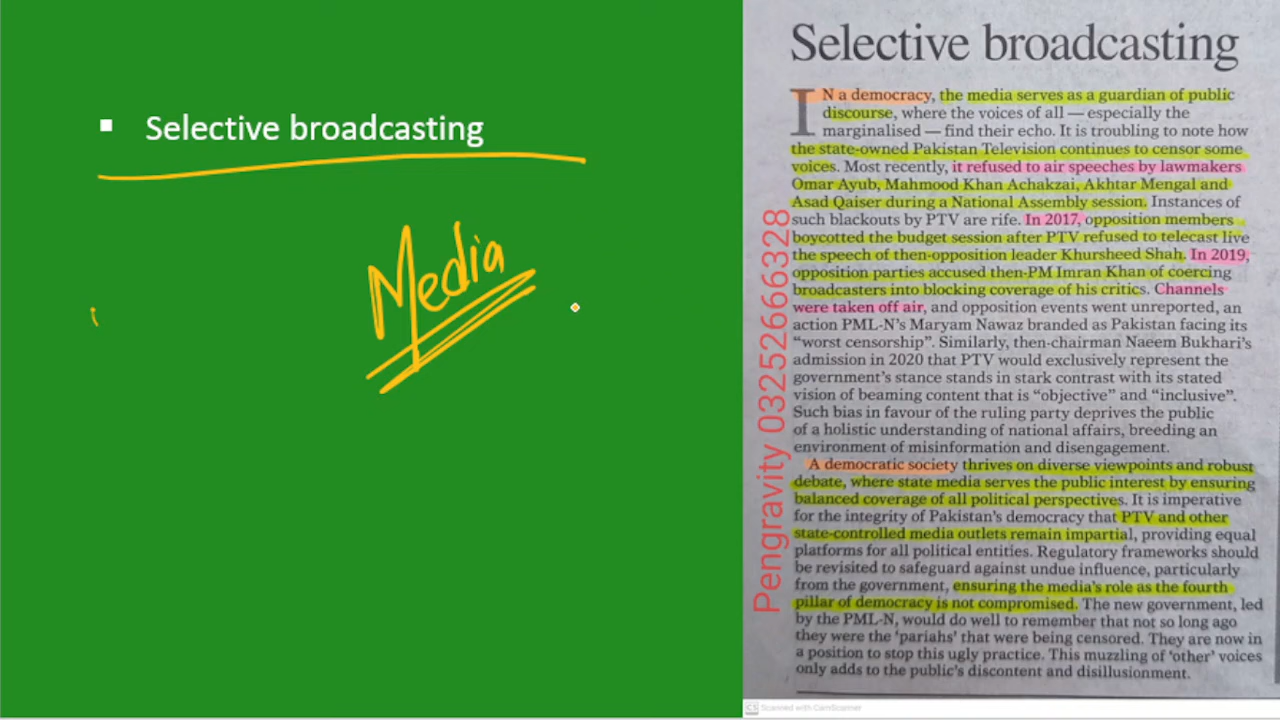 Selective broadcasting
Media
Pengravity 03252666328
Selective broadcasting
IN a democracy, the media serves as a guardian of public
discourse, where the voices of all — especially the
marginalised — find their echo. It is troubling to note how
the state-owned Pakistan Television continues to censor some
voices. Most recently, it refused to air speeches by lawmakers
Omar Ayub, Mahmood Khan Achakzai, Akhtar Mengal and
Asad Qaiser during a National Assembly session. Instances of
such blackouts by PTV are rife. In 2017, opposition members
boycotted the budget session after PTV refused to telecast live
the speech of then-opposition leader Khursheed Shah. In 2019,
opposition parties accused then-PM Imran Khan of coercing
broadcasters into blocking coverage of his critics. Channels
were taken off air, and opposition events went unreported, an
action PML-N's Maryam Nawaz branded as Pakistan facing its
“worst censorship”. Similarly, then-chairman Naeem Bukhari's
admission in 2020 that PTV would exclusively represent the
government's stance stands in stark contrast with its stated
vision of beaming content that is “objective” and “inclusive”.
Such bias in favour of the ruling party deprives the public
of a holistic understanding of national affairs, breeding an
environment of misinformation and disengagement.
A democratic society thrives on diverse viewpoints and robust
debate, where state media serves the public interest by ensuring
balanced coverage of all political perspectives. It is imperative
for the integrity of Pakistan's democracy that PTV and other
state-controlled media outlets remain impartial, providing equal
platforms for all political entities. Regulatory frameworks should
be revisited to safeguard against undue influence, particularly
from the government, ensuring the media's role as the fourth
pillar of democracy is not compromised. The new government, led
by the PML-N, would do well to remember that not so long ago
they were the ‘pariahs’ that were being censored. They are now in
a position to stop this ugly practice. This muzzling of ‘other’ voices
only adds to the public's discontent and disillusionment.
CS Scanned with CamScanner